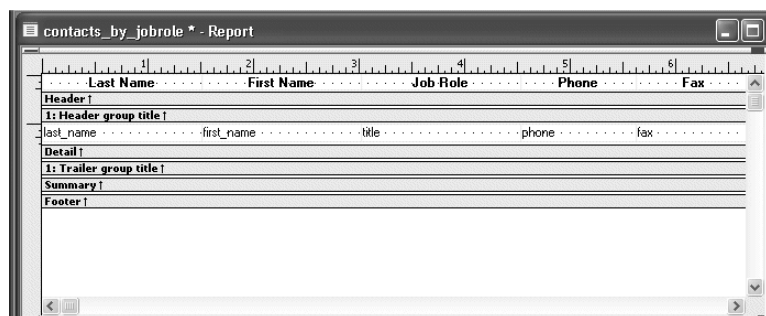 contacts_by_jobrole * - Report
1 2 3 4 5 6
Last Name First Name Job Role Phone Fax
Header ↑
1: Header group title ↑
last_name first_name title phone fax
Detail ↑
1: Trailer group title ↑
Summary ↑
Footer ↑